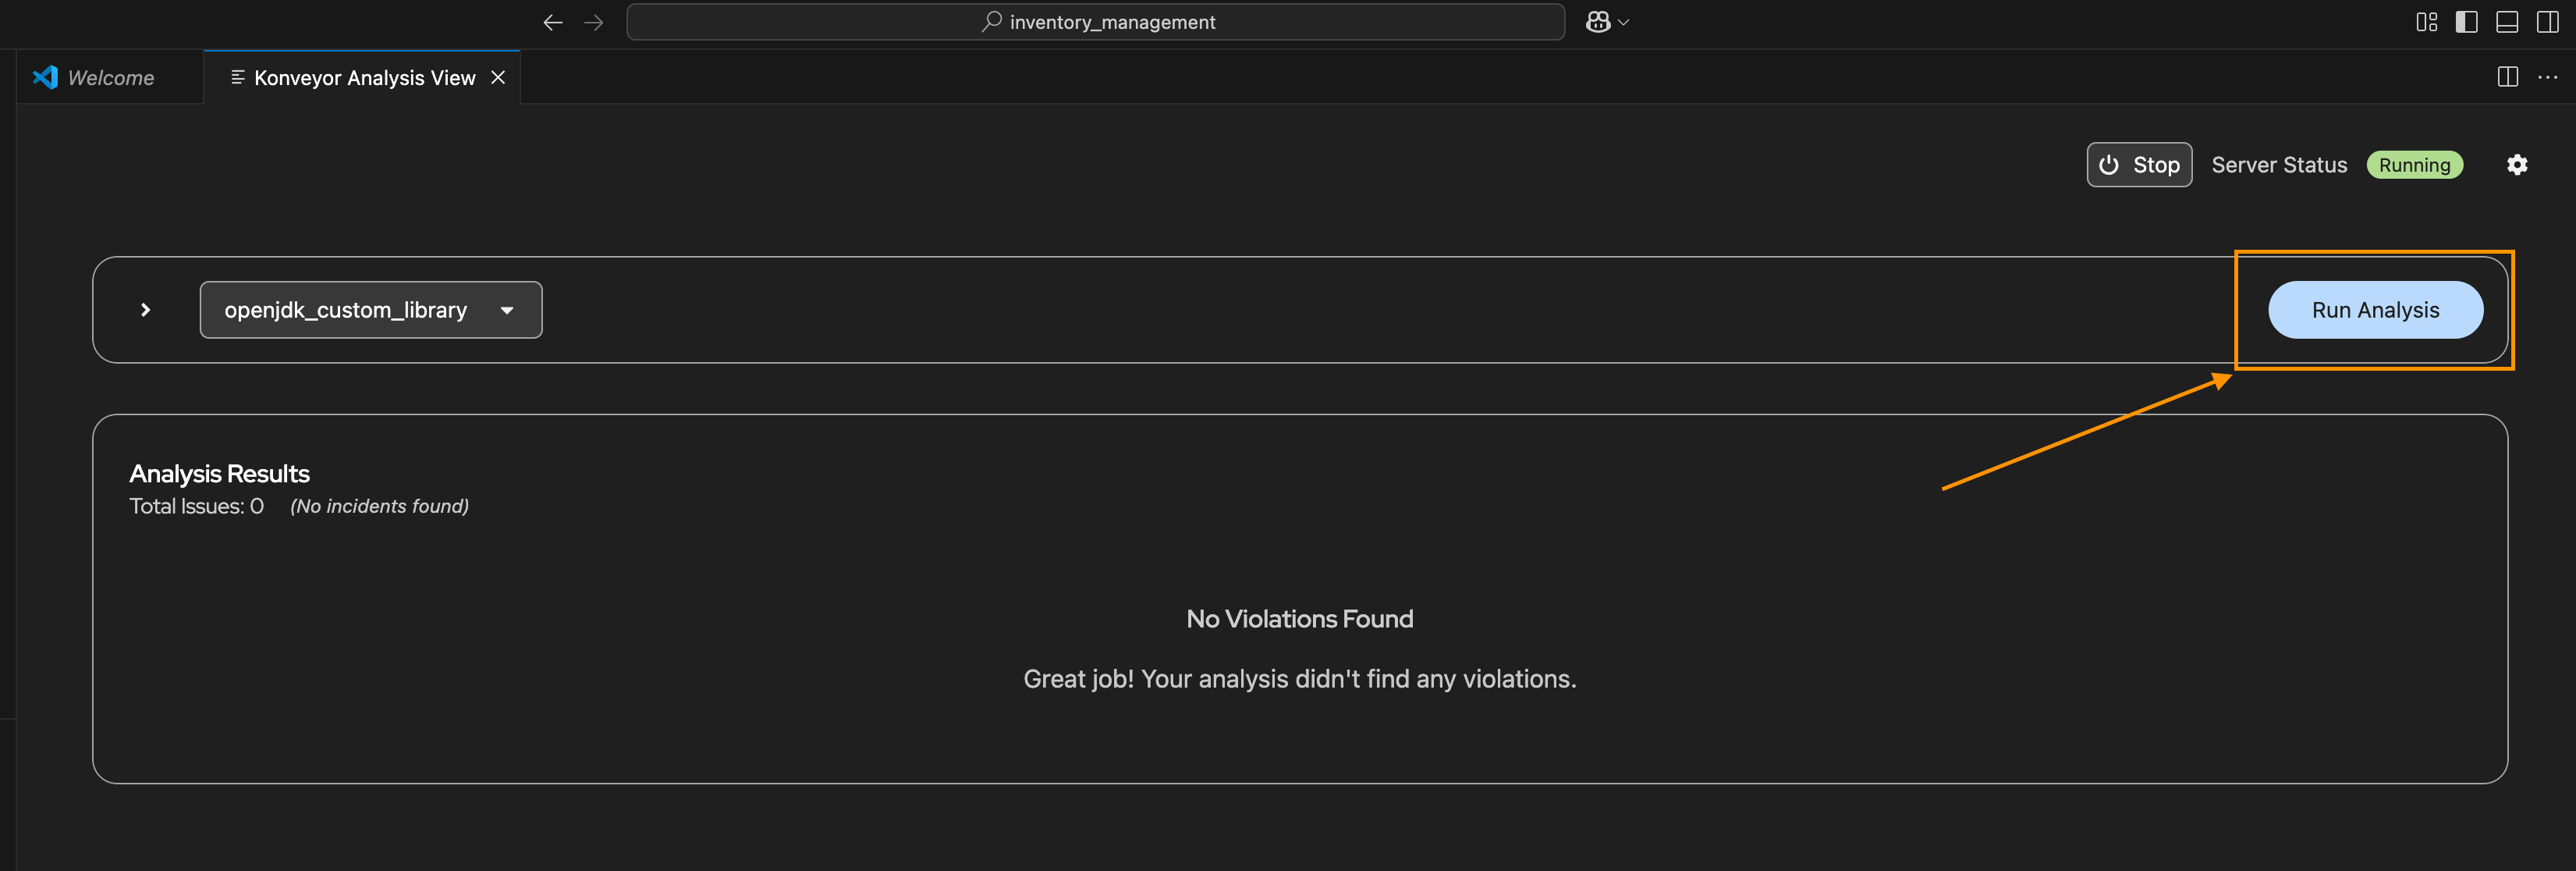 inventory_management
Welcome
Konveyor Analysis View
Stop
Server Status
Running
openjdk_custom_library
Run Analysis
Analysis Results
Total Issues: 0 (No incidents found)
No Violations Found
Great job! Your analysis didn't find any violations.